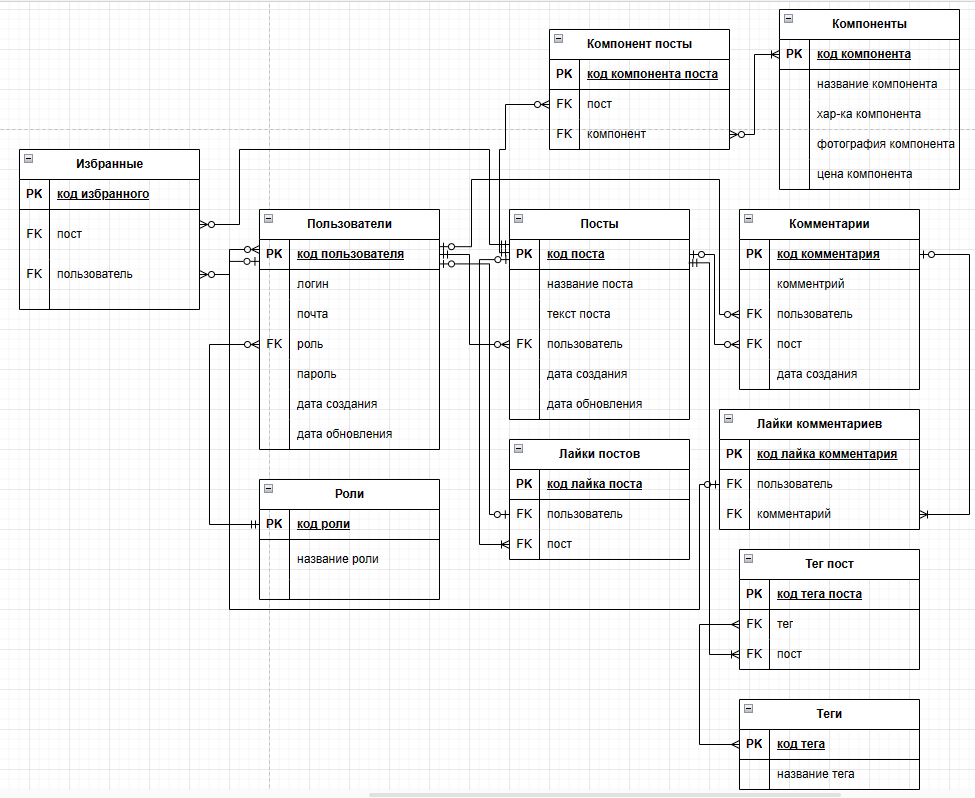 Компоненты
PK код компонента
название компонента
хар-ка компонента
фотография компонента
цена компонента
Компонент посты
PK код компонента поста
FK пост
FK компонент
Избранные
PK код избранного
FK пост
FK пользователь
Пользователи
PK код пользователя
логин
почта
FK роль
пароль
дата создания
дата обновления
Посты
PK код поста
название поста
текст поста
FK пользователь
дата создания
дата обновления
Комментарии
PK код комментария
комментрий
FK пользователь
FK пост
дата создания
Лайки комментариев
PK код лайка комментария
FK пользователь
FK комментарий
Лайки постов
PK код лайка поста
FK пользователь
FK пост
Роли
PK код роли
название роли
Тег пост
PK код тега поста
FK тег
FK пост
Теги
PK код тега
название тега